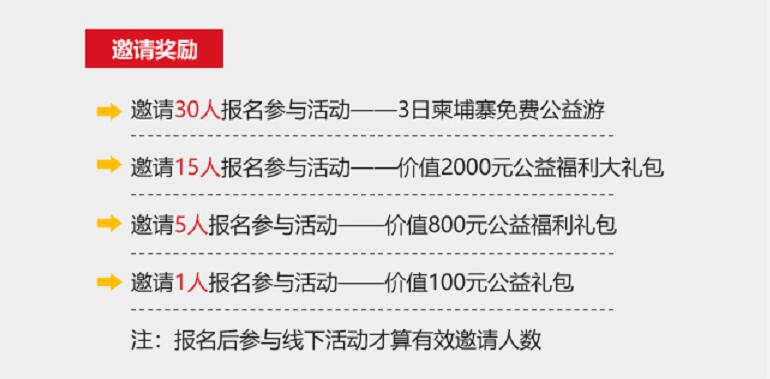 邀请奖励
邀请30人报名参与活动——3日柬埔寨免费公益游
邀请15人报名参与活动——价值2000元公益福利大礼包
邀请5人报名参与活动——价值800元公益福利礼包
邀请1人报名参与活动——价值100元公益礼包
注：报名后参与线下活动才算有效邀请人数